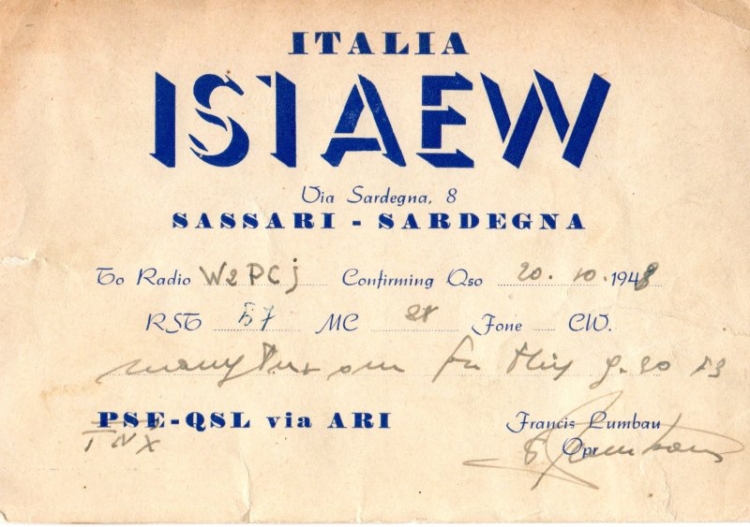 ITALIA
IS1AEW
Via Sardegna, 8
SASSARI - SARDEGNA
To Radio W2PCj Confirming Qso 20.10.1948
RST 57 MC 28 Fone CW.
many tnx om for this
PSE-QSL via ARI
TNX
Francis Lumbau
Opr